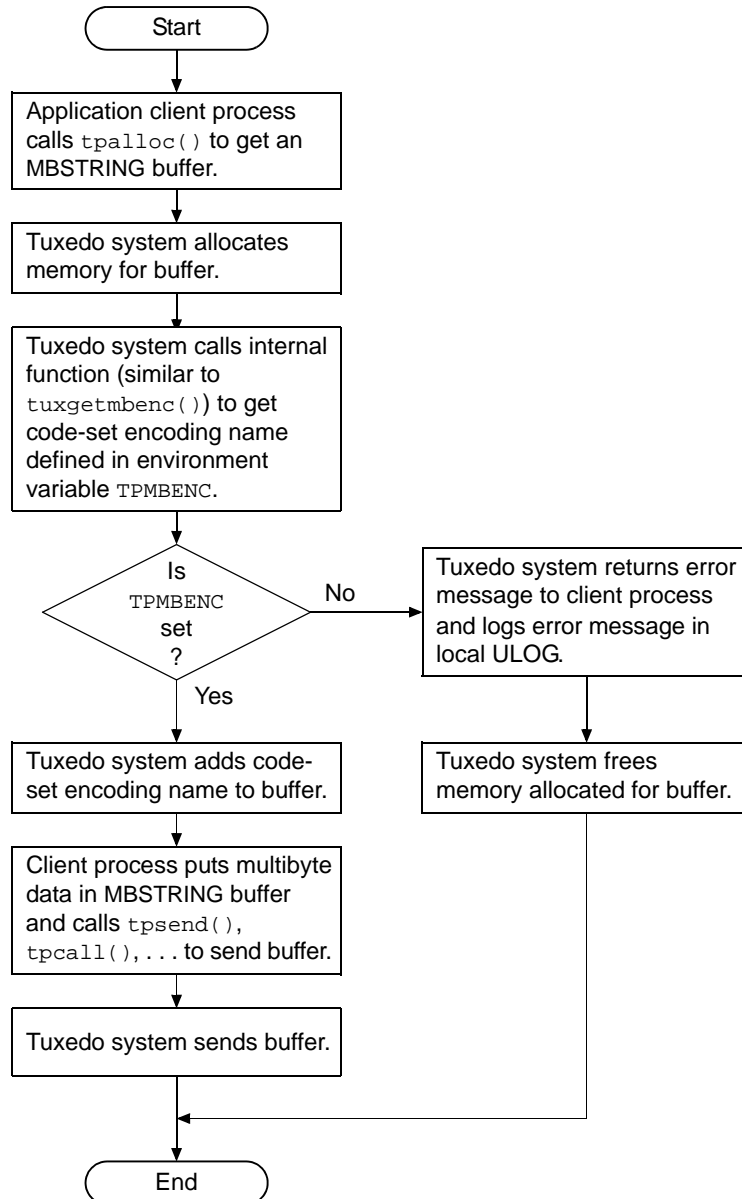 Start
Application client process
calls tpalloc() to get an
MBSTRING buffer.
Tuxedo system allocates
memory for buffer.
Tuxedo system calls internal
function (similar to
tuxgetmbenc()) to get
code-set encoding name
defined in environment
variable TPMBENC.
Is
TPMBENC
set
?
No
Tuxedo system returns error
message to client process
and logs error message in
local ULOG.
Yes
Tuxedo system adds code-
set encoding name to buffer.
Tuxedo system frees
memory allocated for buffer.
Client process puts multibyte
data in MBSTRING buffer
and calls tpsend(),
tpcall(),... to send buffer.
Tuxedo system sends buffer.
End